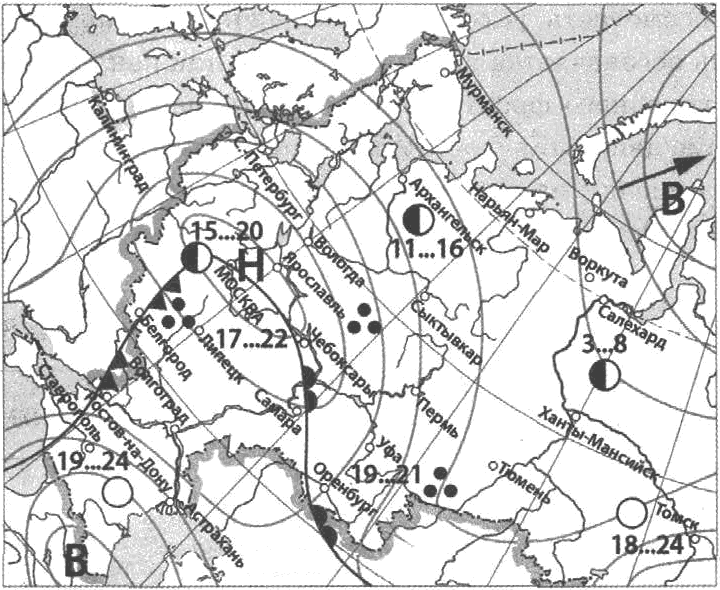 Мурманск
Калининград
Петербург
Архангельск
Нарьян-Мар
В
15...20
Н
11...16
Вологда
Воркута
Ярославль
МОСКВА
Салехард
Сыктывкар
17...22
3...8
Белгород
Липецк
Чебоксары
Ставрополь
Волгоград
Самара
Пермь
Ханты-Мансийск
Ростов-на-Дону
Уфа
19...24
19...21
Оренбург
Тюмень
Астрахань
Томск
18...24
В